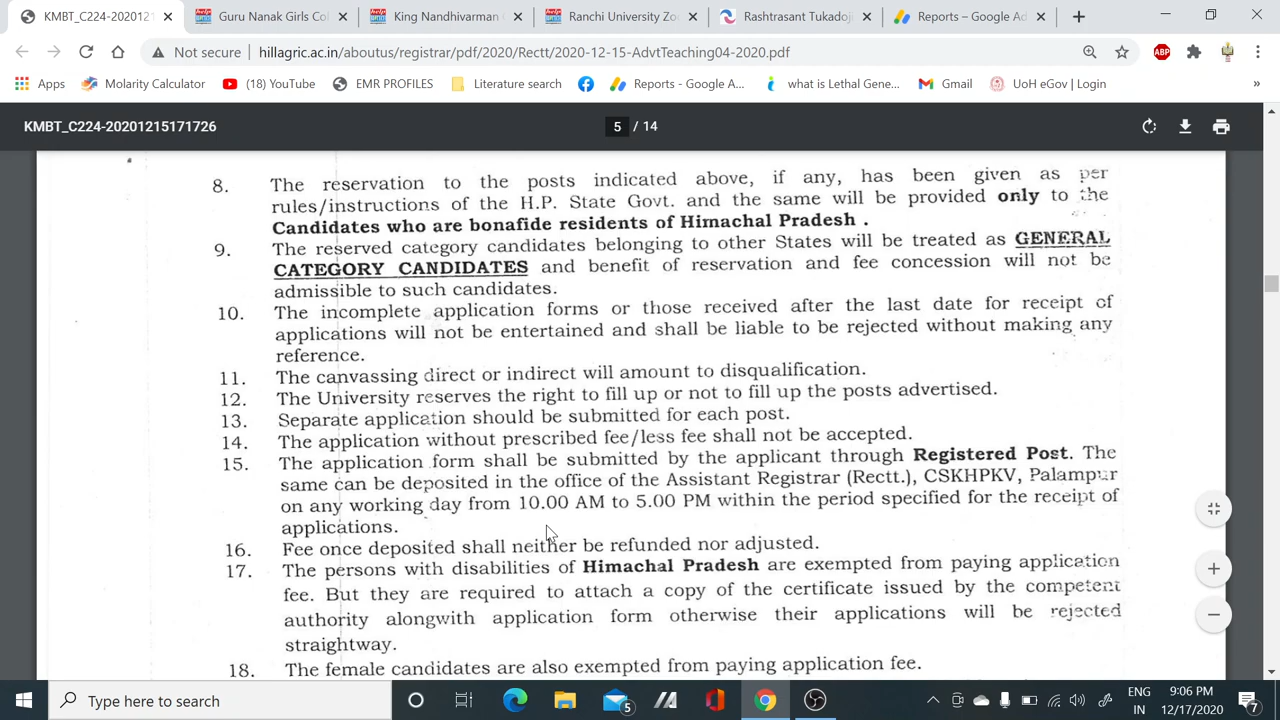 KMBT_C224-2020121
Guru Nanak Girls Col
King Nandhivarman
Ranchi University Zo
Rashtrasant Tukadoji
Reports – Google Ad
Not secure
hillagric.ac.in/aboutus/registrar/pdf/2020/Rectt/2020-12-15-AdvtTeaching04-2020.pdf
ABP
Apps
Molarity Calculator
(18) YouTube
EMR PROFILES
Literature search
Reports - Google A...
what is Lethal Gene...
Gmail
UoH eGov | Login
»
KMBT_C224-20201215171726
5 / 14
8. The reservation to the posts indicated above, if any, has been given as per
rules/instructions of the H.P. State Govt. and the same will be provided only to the
Candidates who are bonafide residents of Himachal Pradesh .
9. The reserved category candidates belonging to other States will be treated as GENERAL
CATEGORY CANDIDATES and benefit of reservation and fee concession will not be
admissible to such candidates.
10. The incomplete application forms or those received after the last date for receipt of
applications will not be entertained and shall be liable to be rejected without making any
reference.
11. The canvassing direct or indirect will amount to disqualification.
12. The University reserves the right to fill up or not to fill up the posts advertised.
13. Separate application should be submitted for each post.
14. The application without prescribed fee/less fee shall not be accepted.
15. The application form shall be submitted by the applicant through Registered Post. The
same can be deposited in the office of the Assistant Registrar (Rectt.), CSKHPKV, Palampur
on any working day from 10.00 AM to 5.00 PM within the period specified for the receipt of
applications.
16. Fee once deposited shall neither be refunded nor adjusted.
17. The persons with disabilities of Himachal Pradesh are exempted from paying application
fee. But they are required to attach a copy of the certificate issued by the competent
authority alongwith application form otherwise their applications will be rejected
straightway.
18. The female candidates are also exempted from paying application fee.
Type here to search
5
ENG
IN
9:06 PM
12/17/2020
7